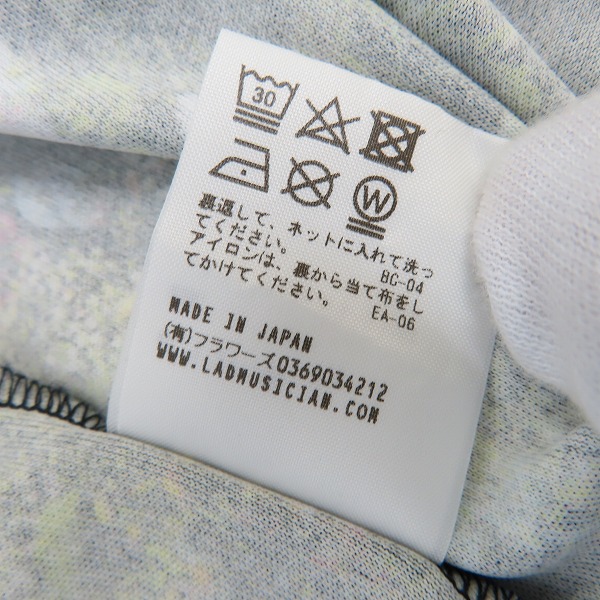 30
W
裏返して、ネットに入れて洗っ
てください。 BC-04
アイロンは、裏から当て布をし
てかけてください。 EA-06
MADE IN JAPAN
(有)フラワーズ0369034212
WWW.LADMUSICIAN.COM